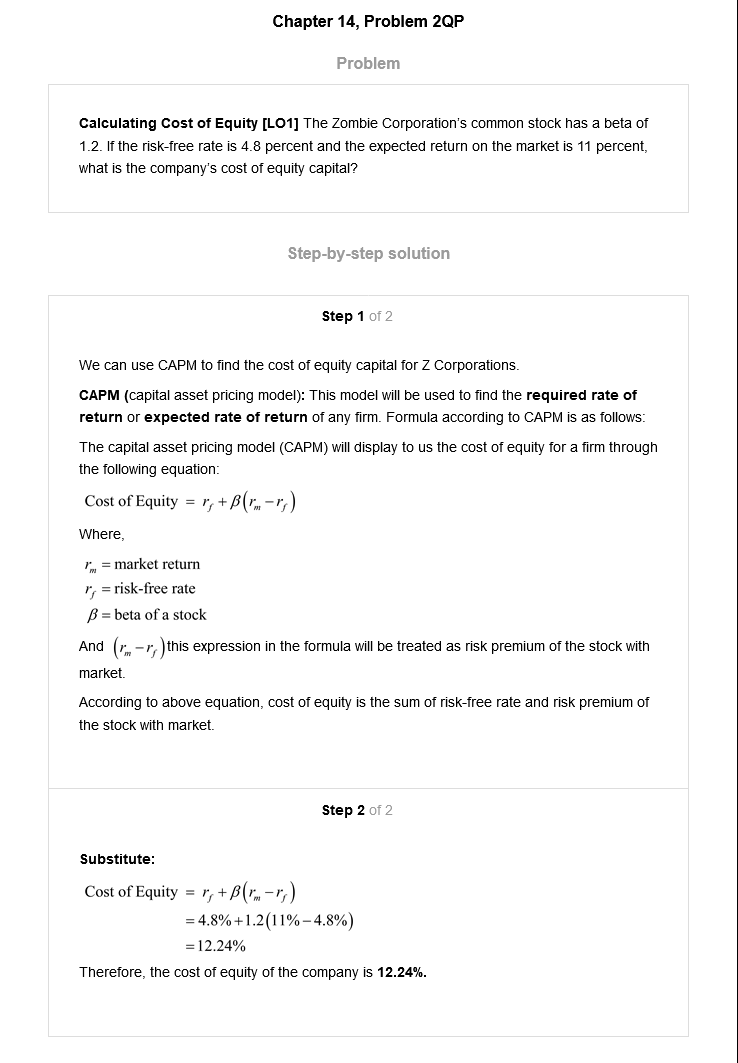 Chapter 14, Problem 2QP
Problem
Calculating Cost of Equity [LO1] The Zombie Corporation's common stock has a beta of
1.2. If the risk-free rate is 4.8 percent and the expected return on the market is 11 percent,
what is the company's cost of equity capital?
Step-by-step solution
Step 1 of 2
We can use CAPM to find the cost of equity capital for Z Corporations.
CAPM (capital asset pricing model): This model will be used to find the required rate of
return or expected rate of return of any firm. Formula according to CAPM is as follows:
The capital asset pricing model (CAPM) will display to us the cost of equity for a firm through
the following equation:
Cost of Equity = r_f + β(r_m − r_f)
Where,
r_m = market return
r_f = risk-free rate
β = beta of a stock
And (r_m − r_f) this expression in the formula will be treated as risk premium of the stock with
market.
According to above equation, cost of equity is the sum of risk-free rate and risk premium of
the stock with market.
Step 2 of 2
Substitute:
Cost of Equity = r_f + β(r_m − r_f)
= 4.8% + 1.2(11% − 4.8%)
= 12.24%
Therefore, the cost of equity of the company is 12.24%.